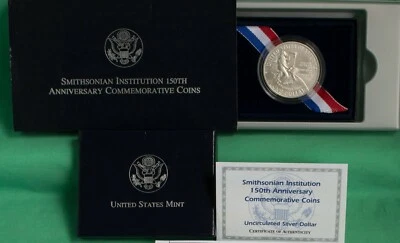 SMITHSONIAN INSTITUTION 150TH
ANNIVERSARY COMMEMORATIVE COINS
UNITED STATES MINT
Smithsonian Institution
150th Anniversary
Commemorative Coins
Uncirculated Silver Dollar
CERTIFICATE OF AUTHENTICITY